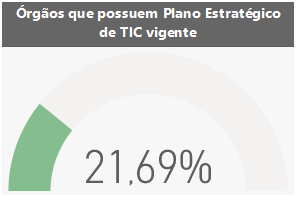 Órgãos que possuem Plano Estratégico
de TIC vigente
21,69%